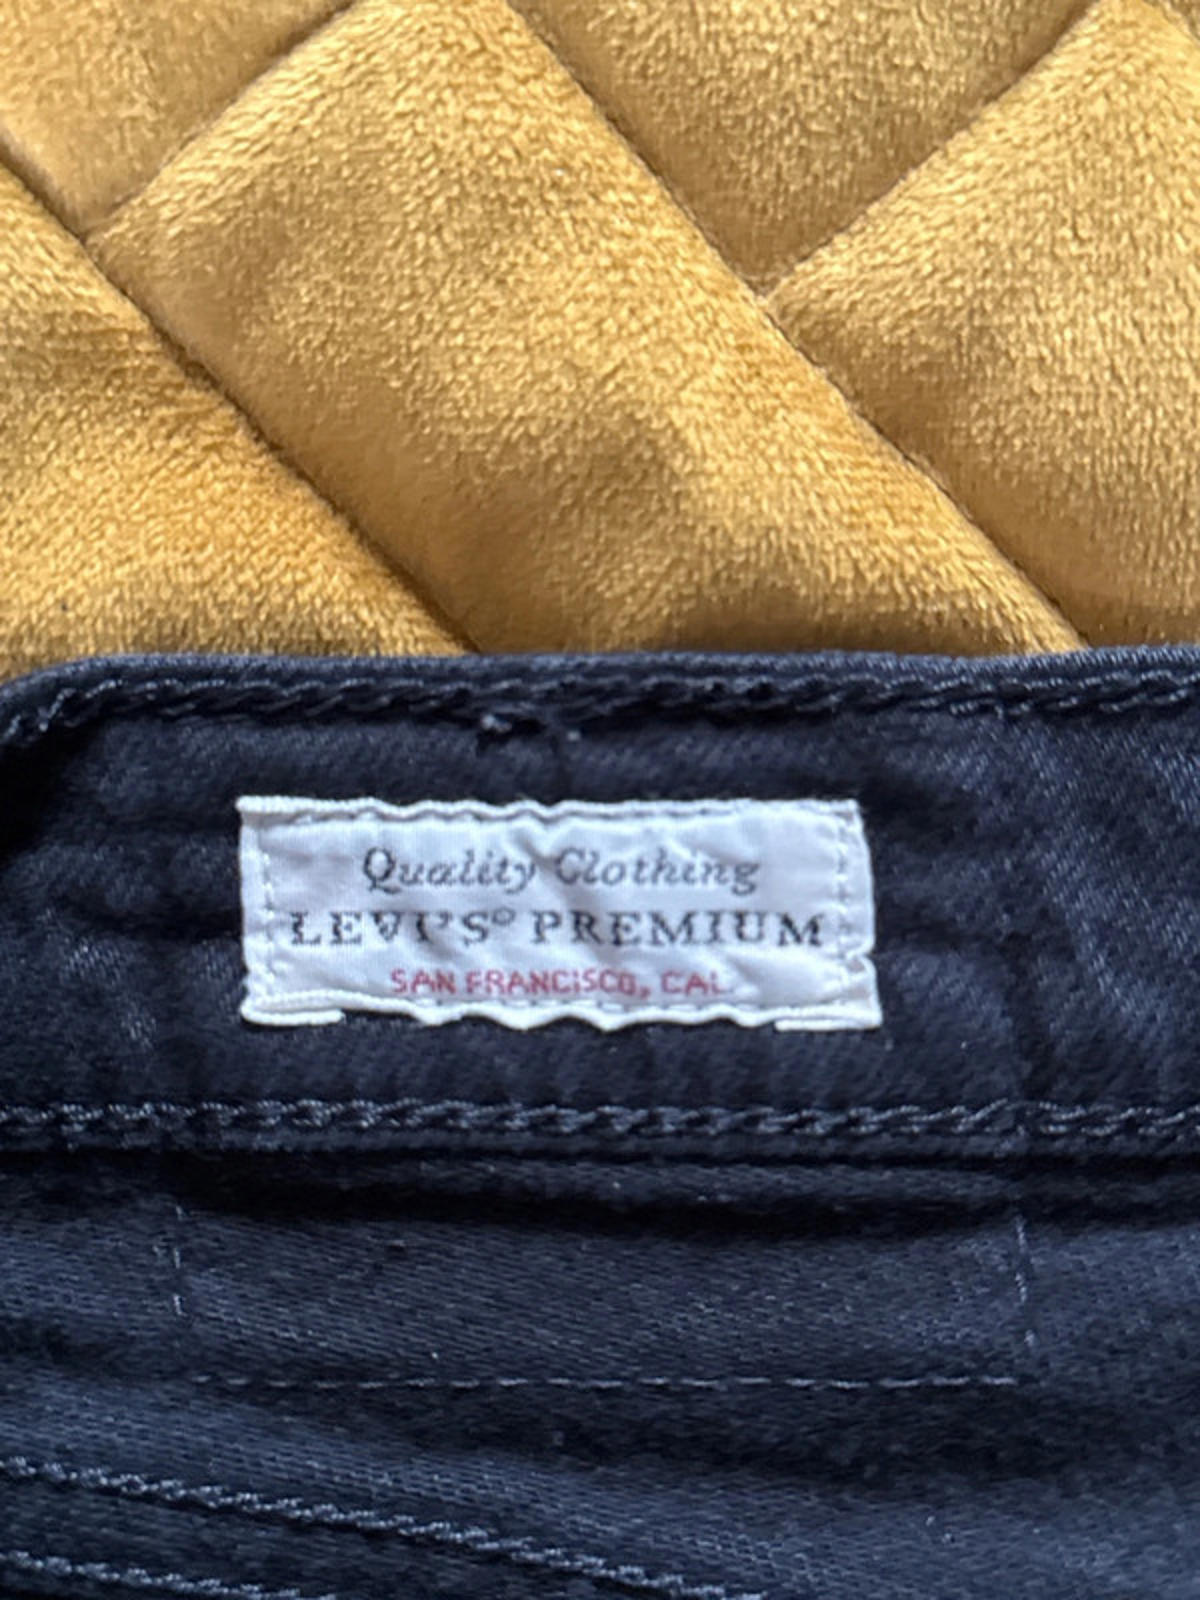 Quality Clothing
LEVI'S® PREMIUM
SAN FRANCISCO, CAL